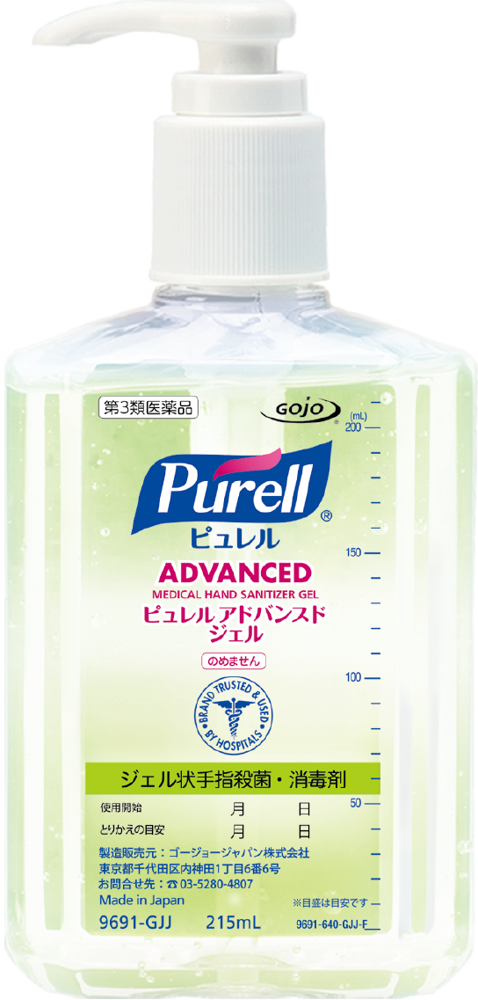 第3類医薬品
GOJO
(mL)
200
Purell®
ピュレル
150
ADVANCED
MEDICAL HAND SANITIZER GEL
ピュレル アドバンスド
ジェル
のめません
100
BRAND TRUSTED & USED
• BY HOSPITALS •
ジェル状手指殺菌・消毒剤
使用開始 月 日
50
とりかえの目安 月 日
製造販売元：ゴージョージャパン株式会社
東京都千代田区内神田1丁目6番6号
お問合せ先：☎03-5280-4807
Made in Japan
※目盛は目安です
9691-GJJ 215mL 9691-640-GJJ-F